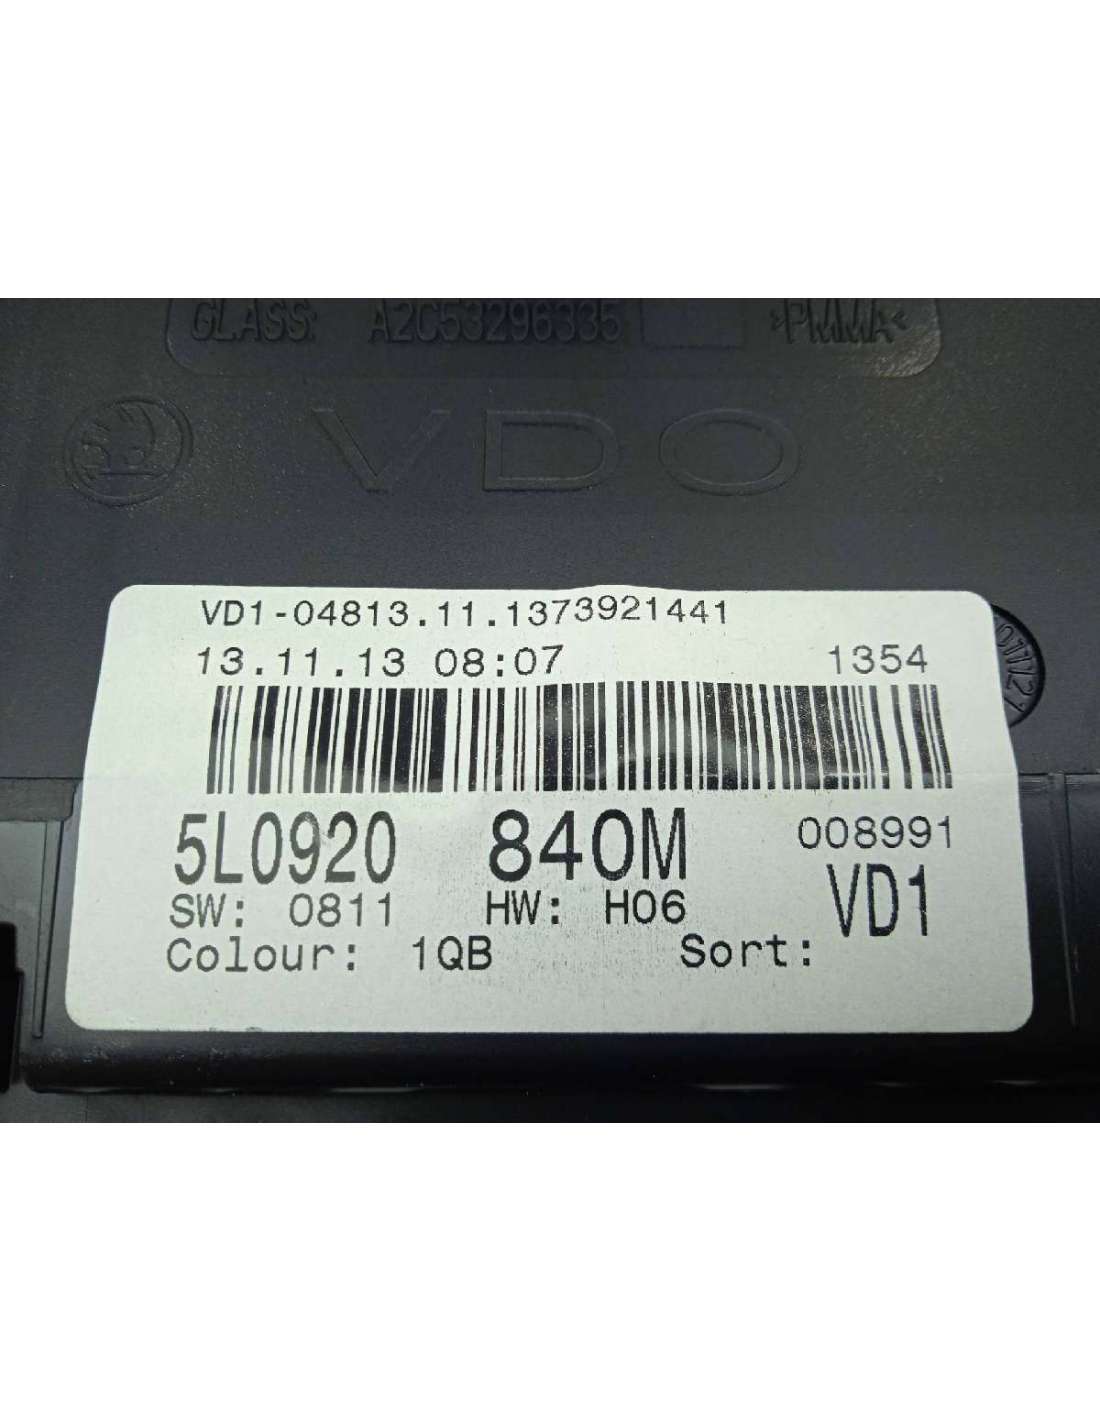 GLASS: A2C53296335 >PMMA<
VDO
VD1-04813.11.1373921441
13.11.13 08:07 1354
5L0920 840M 008991
SW: 0811 HW: H06 VD1
Colour: 1QB Sort: